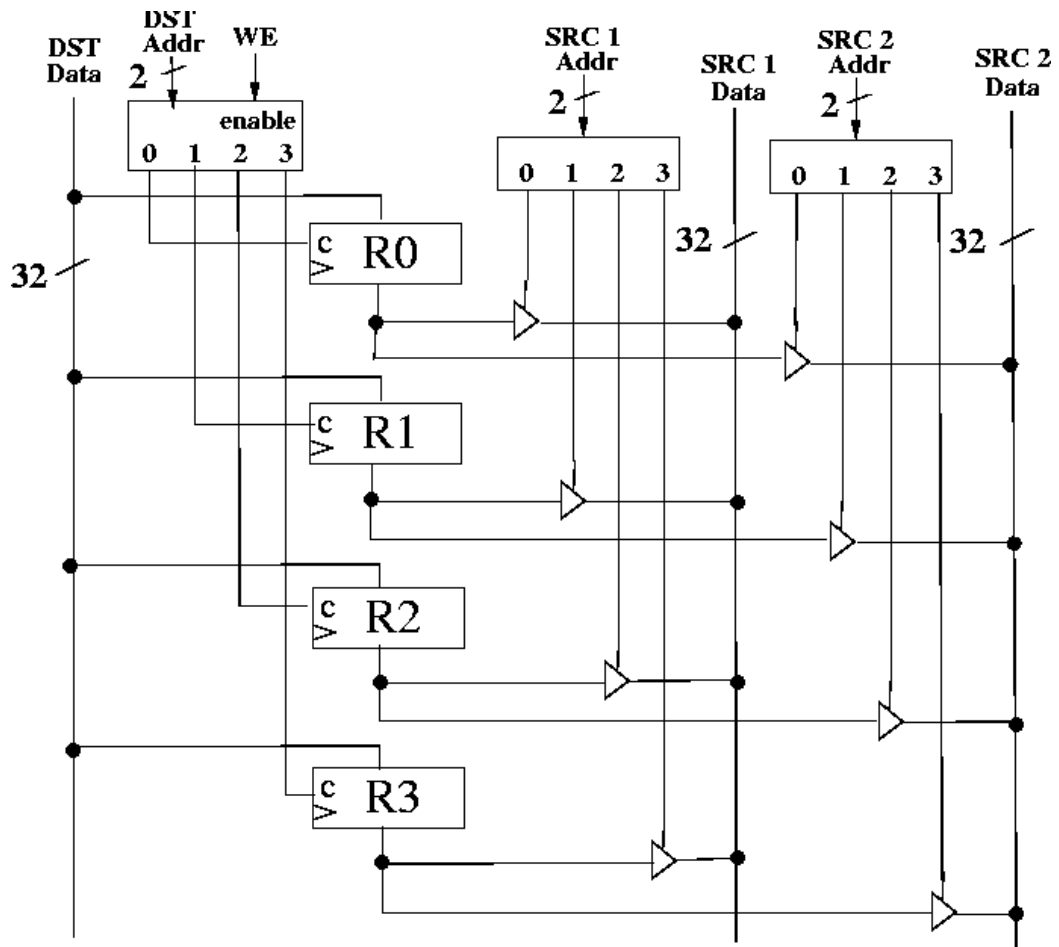 DST
Data
DST
Addr
2
WE
enable
0 1 2 3
SRC 1
Addr
2
0 1 2 3
SRC 1
Data
SRC 2
Addr
2
0 1 2 3
SRC 2
Data
32
32
32
C
R0
C
R1
C
R2
C
R3